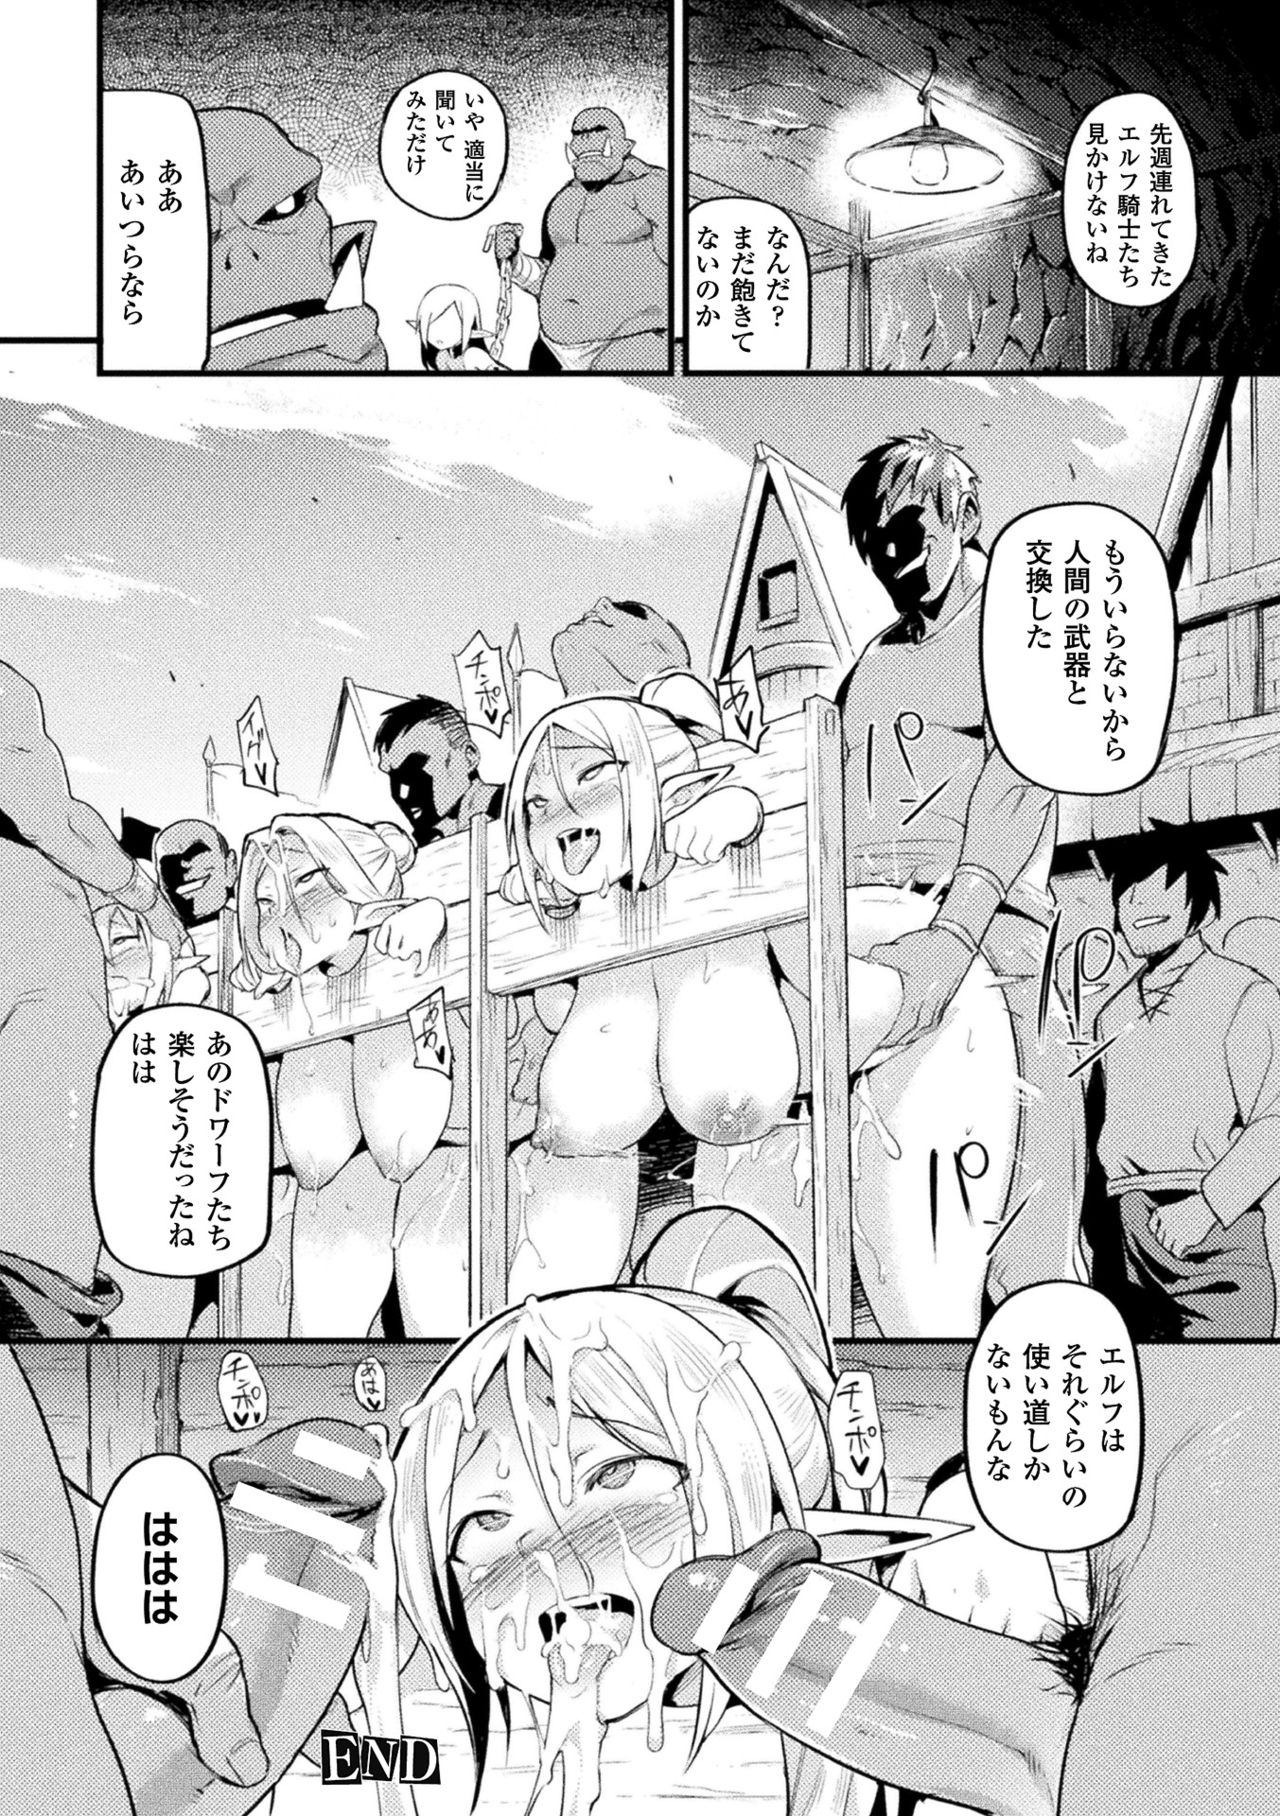 先週連れてきた
エルフ騎士たち
見かけないね
なんだ?
まだ飽きて
ないのか
いや 適当に
聞いて
みただけ
ああ
あいつらなら
もういらないから
人間の武器と
交換した
パン
パン
パン
お♥
チンポ♥
イグ♥
あのドワーフたち
楽しそうだったね
はは
エルフは
それぐらいの
使い道しか
ないもんな
チンポ♥
あは♥
チンポ♥
ははは
END